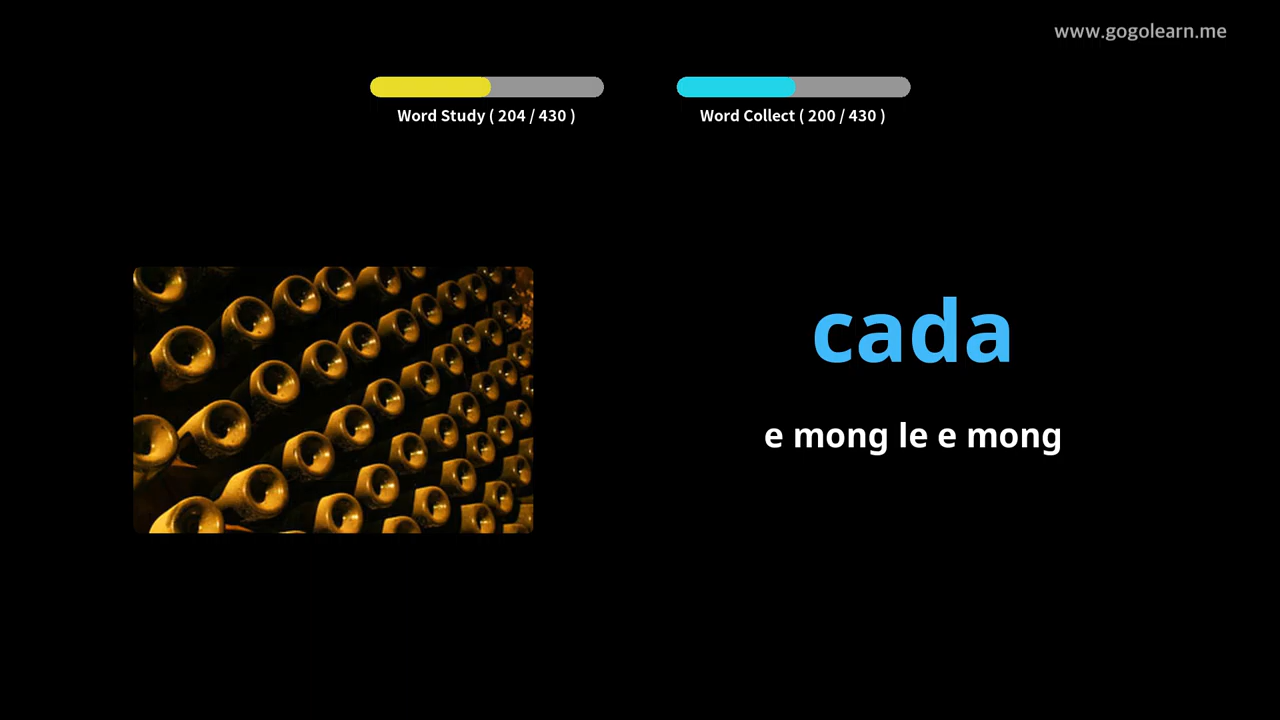 www.gogolearn.me
Word Study ( 204 / 430 )
Word Collect ( 200 / 430 )
cada
e mong le e mong